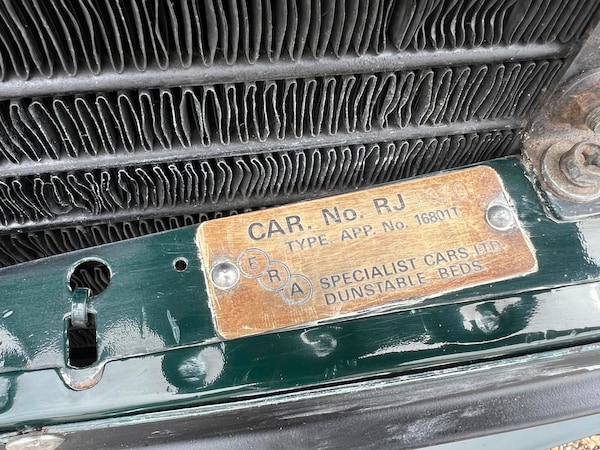 CAR. No. RJ
TYPE. APP. No. 16801T
E R A SPECIALIST CARS LTD.
DUNSTABLE. BEDS.